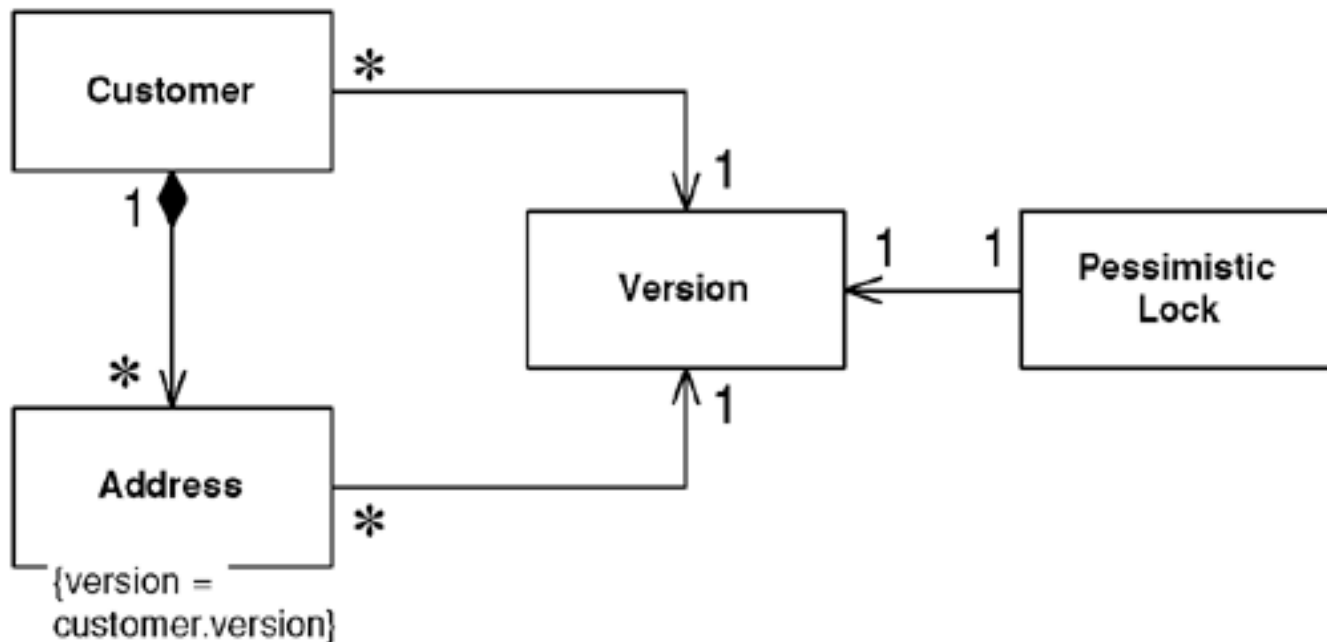 Customer
*
1
1
Version
1
1
Pessimistic
Lock
*
1
Address
*
{version =
customer.version}